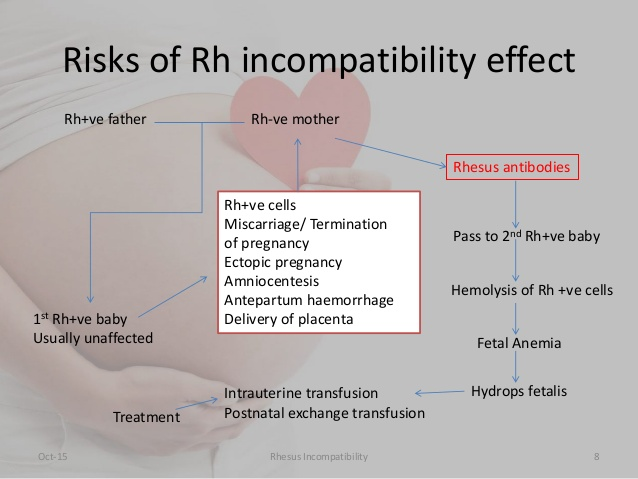 Risks of Rh incompatibility effect
Rh+ve father
Rh-ve mother
Rhesus antibodies
Rh+ve cells
Miscarriage/ Termination
of pregnancy
Ectopic pregnancy
Amniocentesis
Antepartum haemorrhage
Delivery of placenta
Pass to 2nd Rh+ve baby
Hemolysis of Rh +ve cells
1st Rh+ve baby
Usually unaffected
Fetal Anemia
Hydrops fetalis
Intrauterine transfusion
Postnatal exchange transfusion
Treatment
Oct-15
Rhesus Incompatibility
8